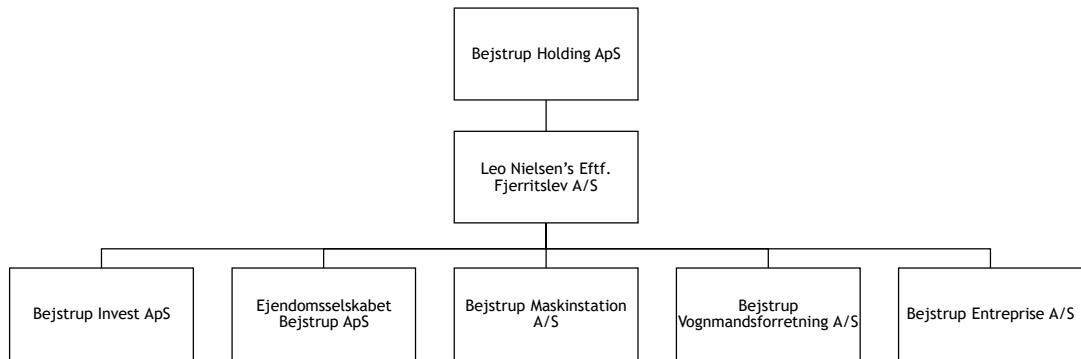 Bejstrup Holding ApS
Leo Nielsen's Eftf.
Fjerritslev A/S
Bejstrup Invest ApS
Ejendomsselskabet
Bejstrup ApS
Bejstrup Maskinstation
A/S
Bejstrup
Vognmandsforretning A/S
Bejstrup Entreprise A/S